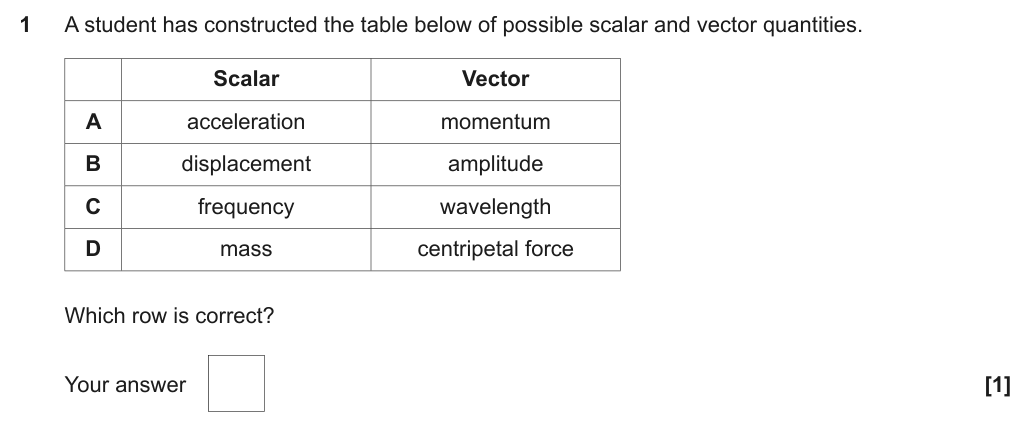 1 A student has constructed the table below of possible scalar and vector quantities.
Scalar Vector
A acceleration momentum
B displacement amplitude
C frequency wavelength
D mass centripetal force
Which row is correct?
Your answer [1]